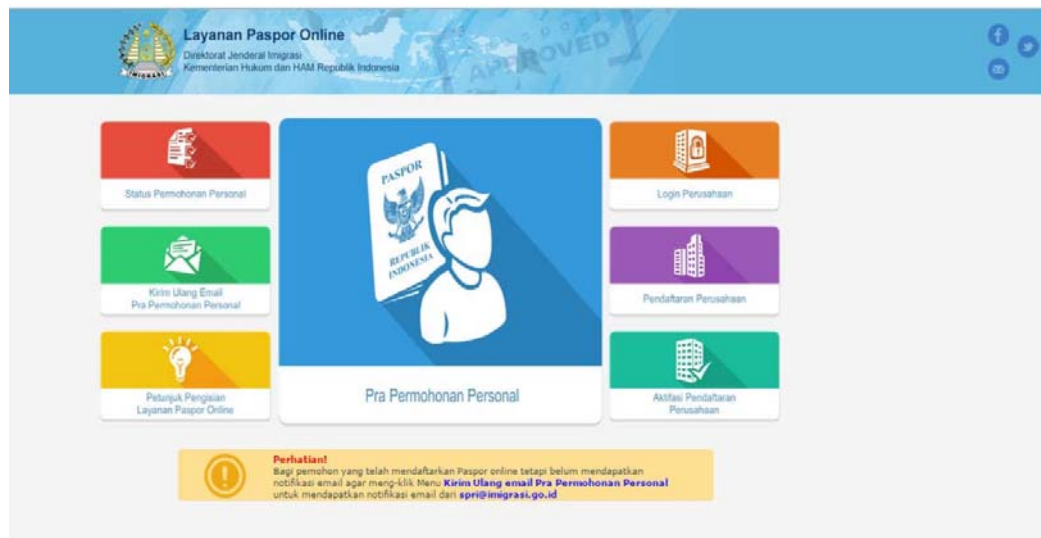 Layanan Paspor Online
Direktorat Jenderal Imigrasi
Kementerian Hukum dan HAM Republik Indonesia
APPROVED
IMIGRASI
Status Permohonan Personal
Kirim Ulang Email
Pra Permohonan Personal
Petunjuk Pengisian
Layanan Paspor Online
PASPOR
REPUBLIK
INDONESIA
Pra Permohonan Personal
Login Perusahaan
Pendaftaran Perusahaan
Aktifasi Pendaftaran
Perusahaan
Perhatian!
Bagi pemohon yang telah mendaftarkan Paspor online tetapi belum mendapatkan
notifikasi email agar meng-klik Menu Kirim Ulang email Pra Permohonan Personal
untuk mendapatkan notifikasi email dari spri@imigrasi.go.id